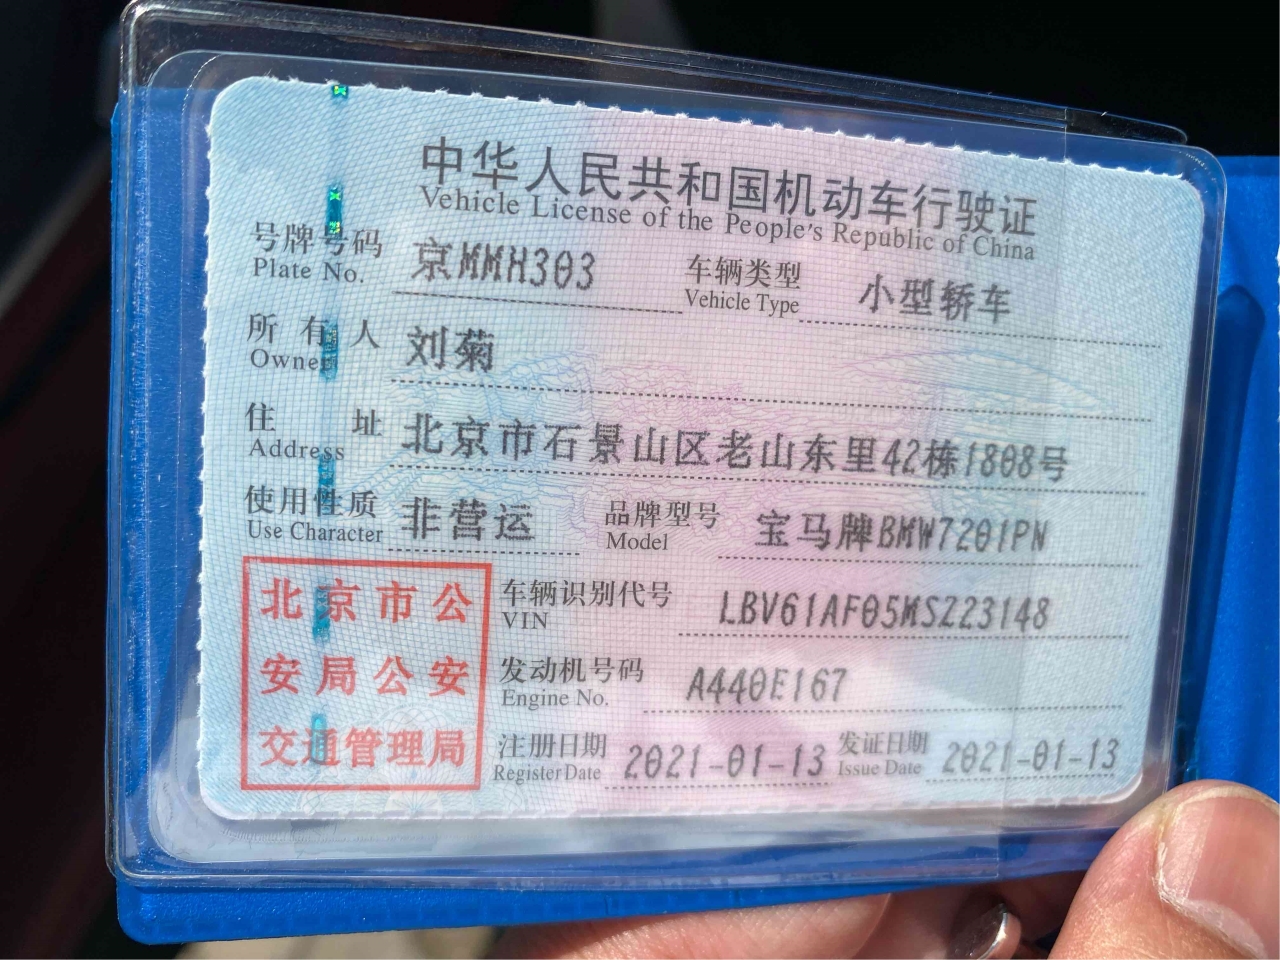 中华人民共和国机动车行驶证
Vehicle License of the People's Republic of China
号牌号码 京MMH303 车辆类型 小型轿车
Plate No. Vehicle Type
所有人 刘菊
Owner
住址 北京市石景山区老山东里42栋1808号
Address
使用性质 非营运 品牌型号 宝马牌BMW7201PN
Use Character Model
北京市公
安局公安
交通管理局
车辆识别代号 LBV61AF05MSZ23148
VIN
发动机号码 A440E167
Engine No.
注册日期 2021-01-13 发证日期 2021-01-13
Register Date Issue Date